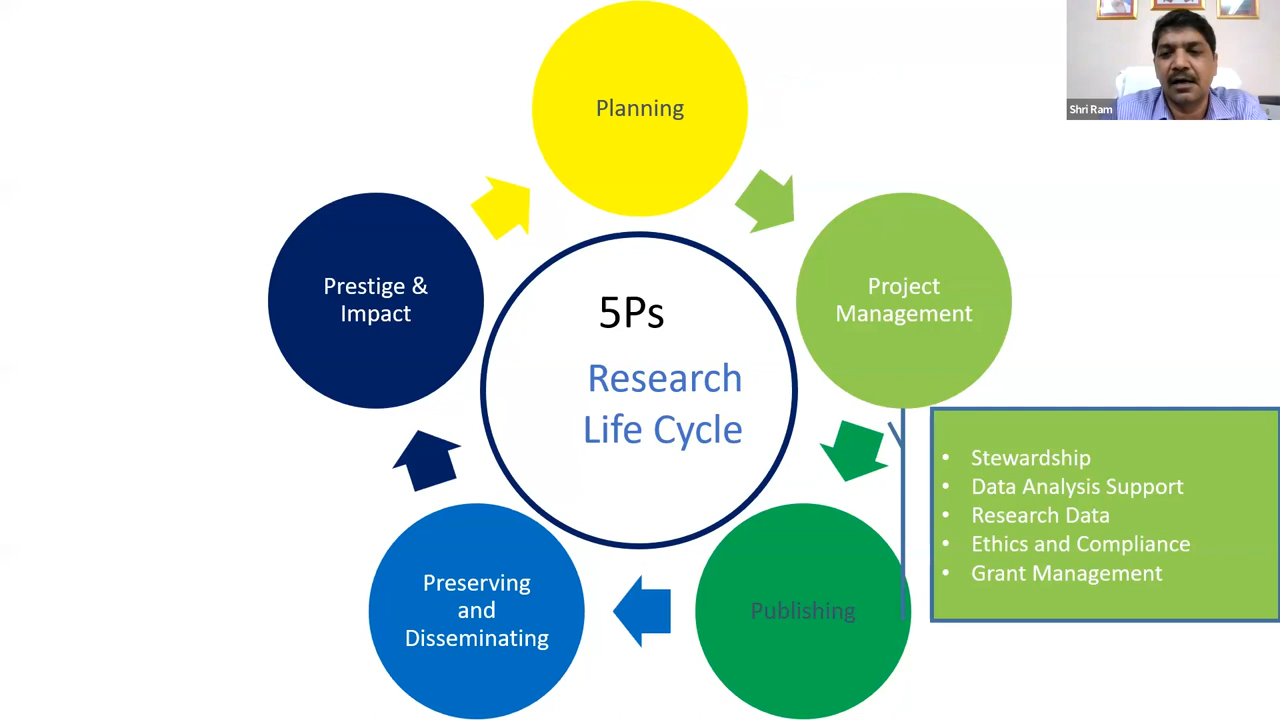 Planning
Shri Ram
Prestige &
Impact
5Ps
Research
Life Cycle
Project
Management
• Stewardship
• Data Analysis Support
• Research Data
• Ethics and Compliance
• Grant Management
Preserving
and
Disseminating
Publishing